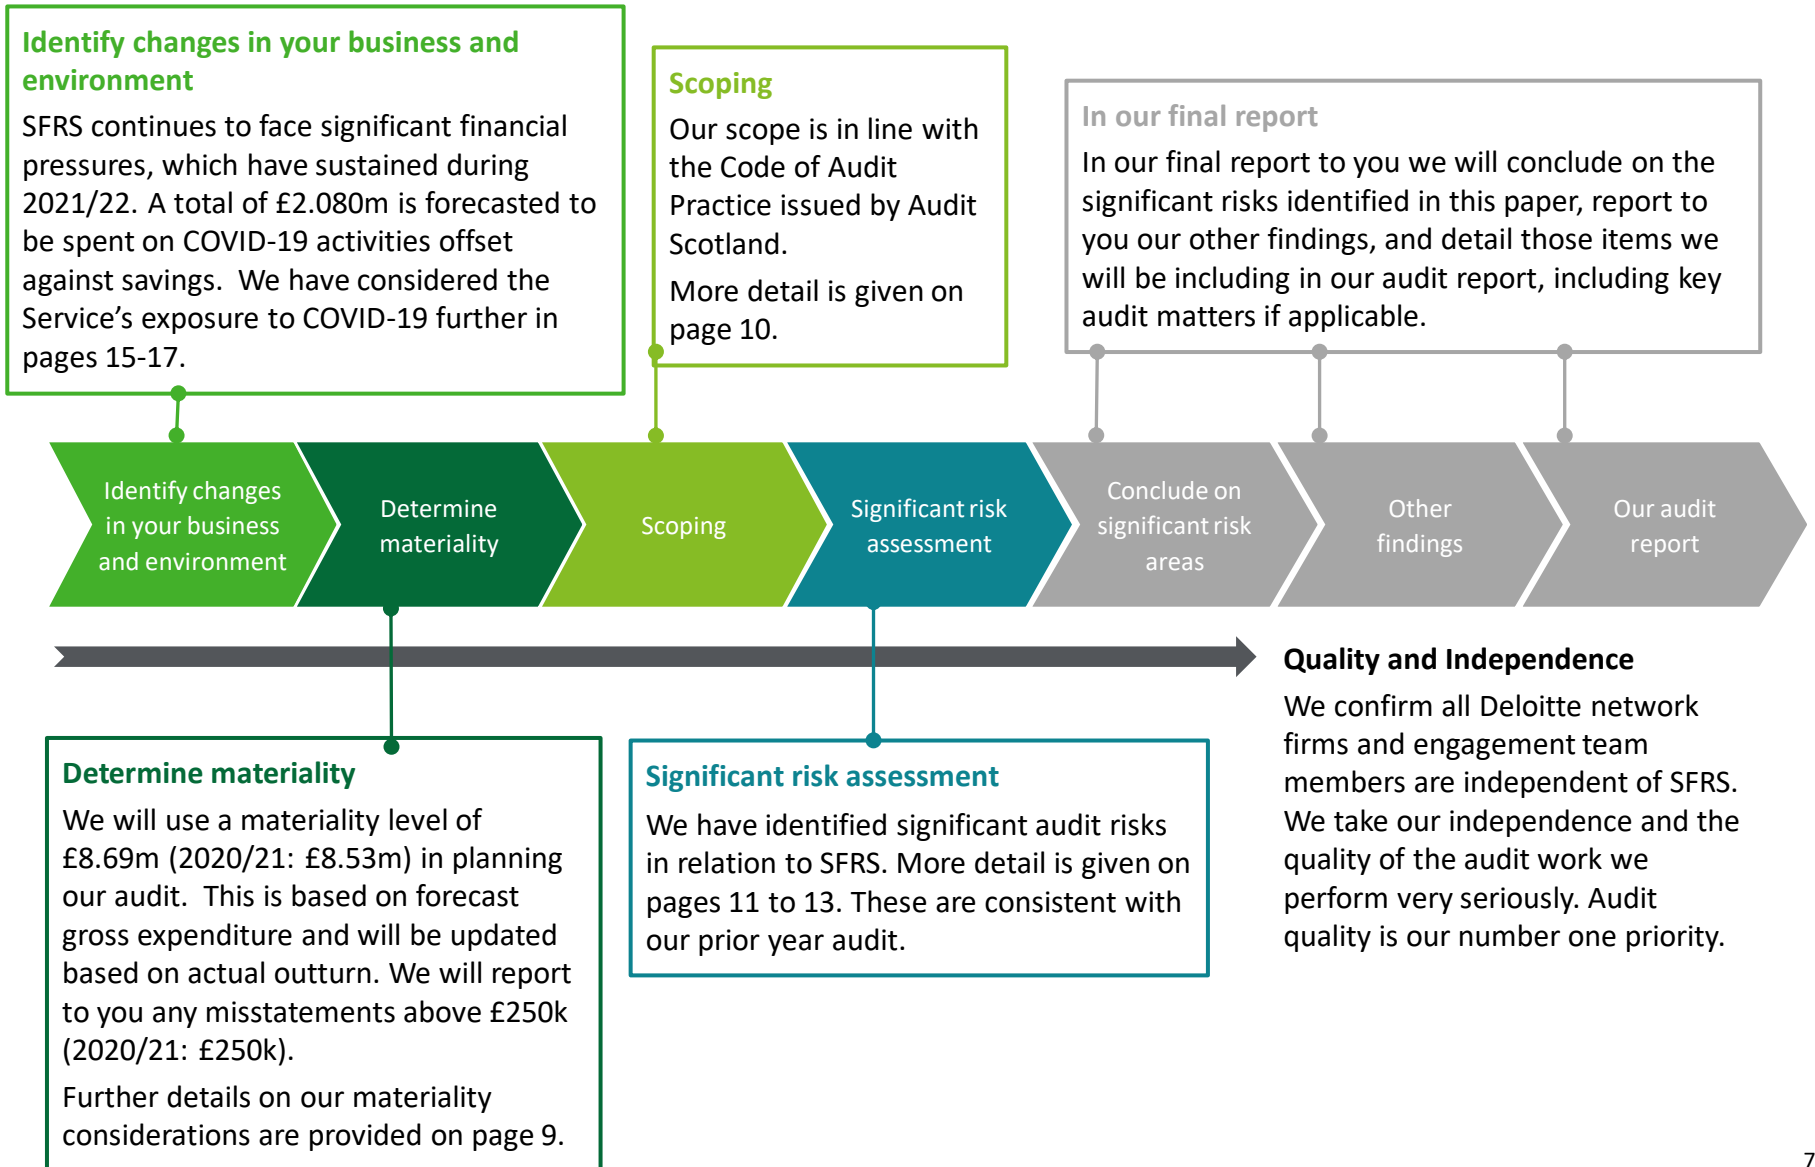 Identify changes in your business and
environment
SFRS continues to face significant financial
pressures, which have sustained during
2021/22. A total of £2.080m is forecasted to
be spent on COVID-19 activities offset
against savings.  We have considered the
Service’s exposure to COVID-19 further in
pages 15-17.
Scoping
Our scope is in line with
the Code of Audit
Practice issued by Audit
Scotland.
More detail is given on
page 10.
In our final report
In our final report to you we will conclude on the
significant risks identified in this paper, report to
you our other findings, and detail those items we
will be including in our audit report, including key
audit matters if applicable.
Identify changes
in your business
and environment
Determine
materiality
Scoping
Significant risk
assessment
Conclude on
significant risk
areas
Other
findings
Our audit
report
Determine materiality
We will use a materiality level of
£8.69m (2020/21: £8.53m) in planning
our audit.  This is based on forecast
gross expenditure and will be updated
based on actual outturn. We will report
to you any misstatements above £250k
(2020/21: £250k).
Further details on our materiality
considerations are provided on page 9.
Significant risk assessment
We have identified significant audit risks
in relation to SFRS. More detail is given on
pages 11 to 13. These are consistent with
our prior year audit.
Quality and Independence
We confirm all Deloitte network
firms and engagement team
members are independent of SFRS.
We take our independence and the
quality of the audit work we
perform very seriously. Audit
quality is our number one priority.
7